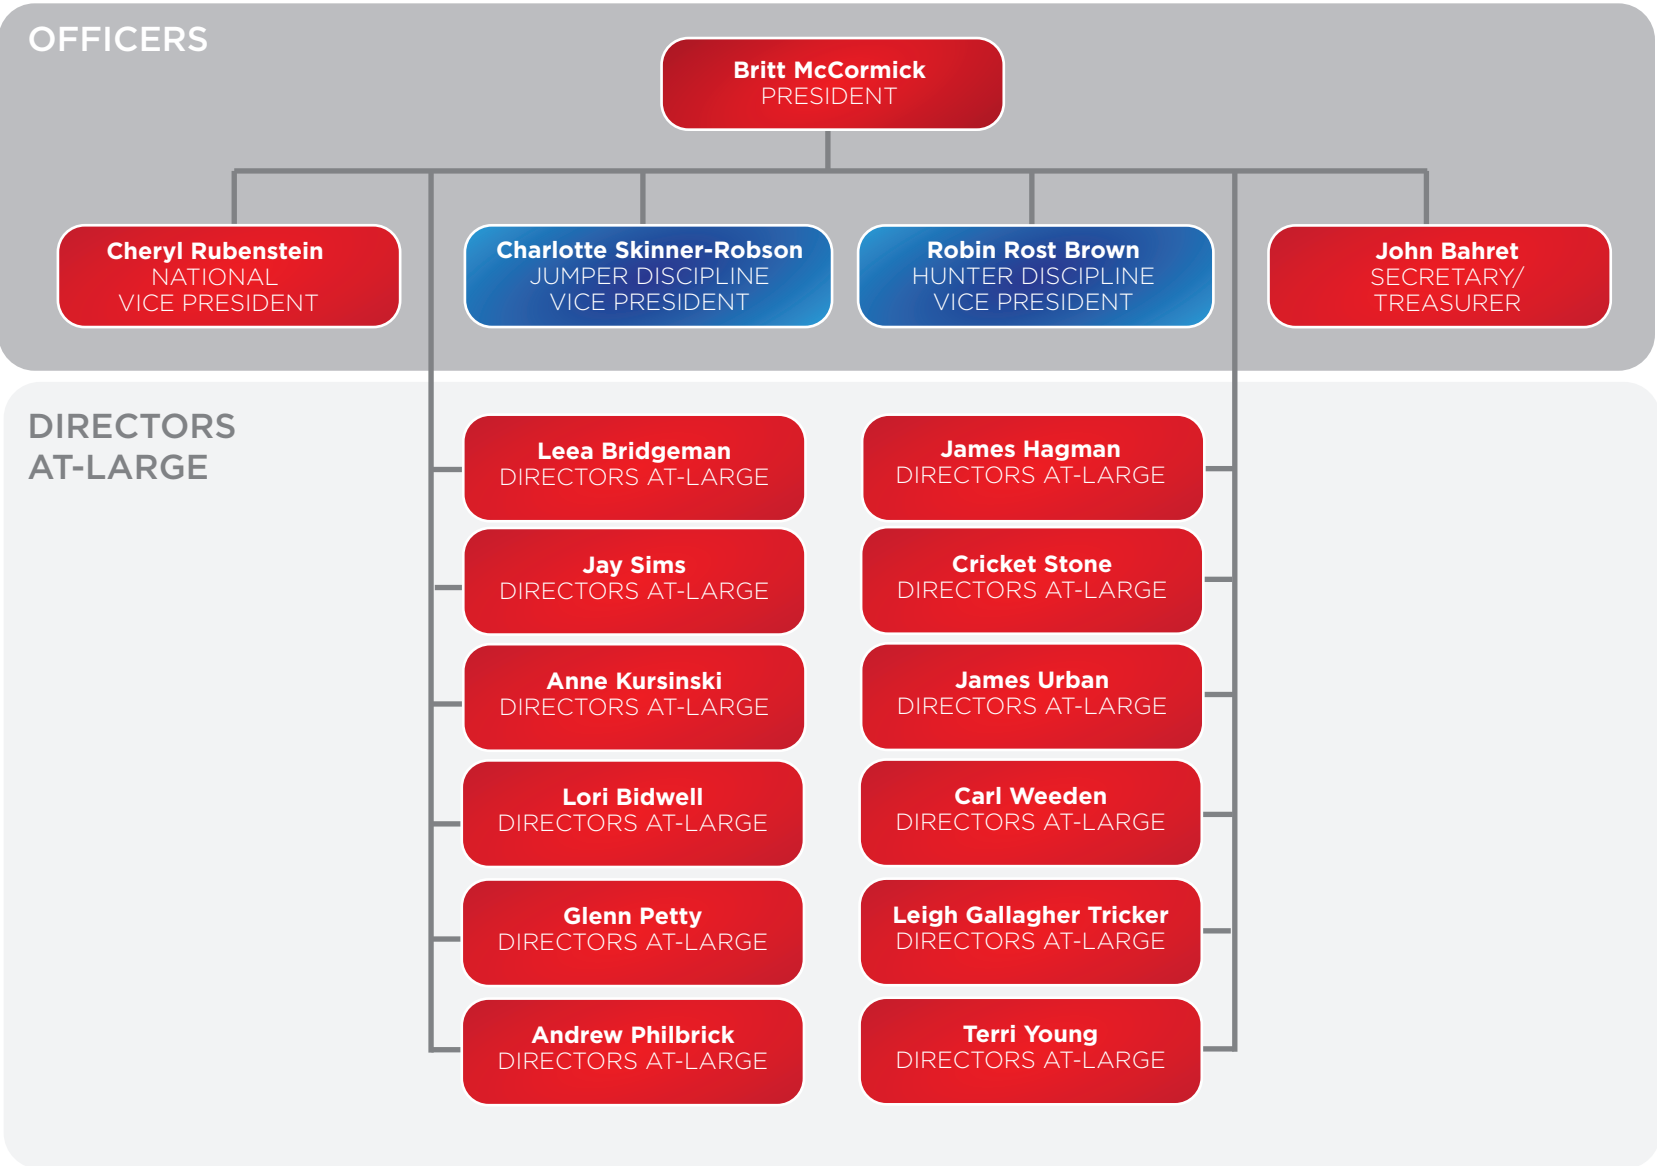 OFFICERS
Britt McCormick
PRESIDENT
Cheryl Rubenstein
NATIONAL
VICE PRESIDENT
Charlotte Skinner-Robson
JUMPER DISCIPLINE
VICE PRESIDENT
Robin Rost Brown
HUNTER DISCIPLINE
VICE PRESIDENT
John Bahret
SECRETARY/
TREASURER
DIRECTORS
AT-LARGE
Leea Bridgeman
DIRECTORS AT-LARGE
James Hagman
DIRECTORS AT-LARGE
Jay Sims
DIRECTORS AT-LARGE
Cricket Stone
DIRECTORS AT-LARGE
Anne Kursinski
DIRECTORS AT-LARGE
James Urban
DIRECTORS AT-LARGE
Lori Bidwell
DIRECTORS AT-LARGE
Carl Weeden
DIRECTORS AT-LARGE
Glenn Petty
DIRECTORS AT-LARGE
Leigh Gallagher Tricker
DIRECTORS AT-LARGE
Andrew Philbrick
DIRECTORS AT-LARGE
Terri Young
DIRECTORS AT-LARGE